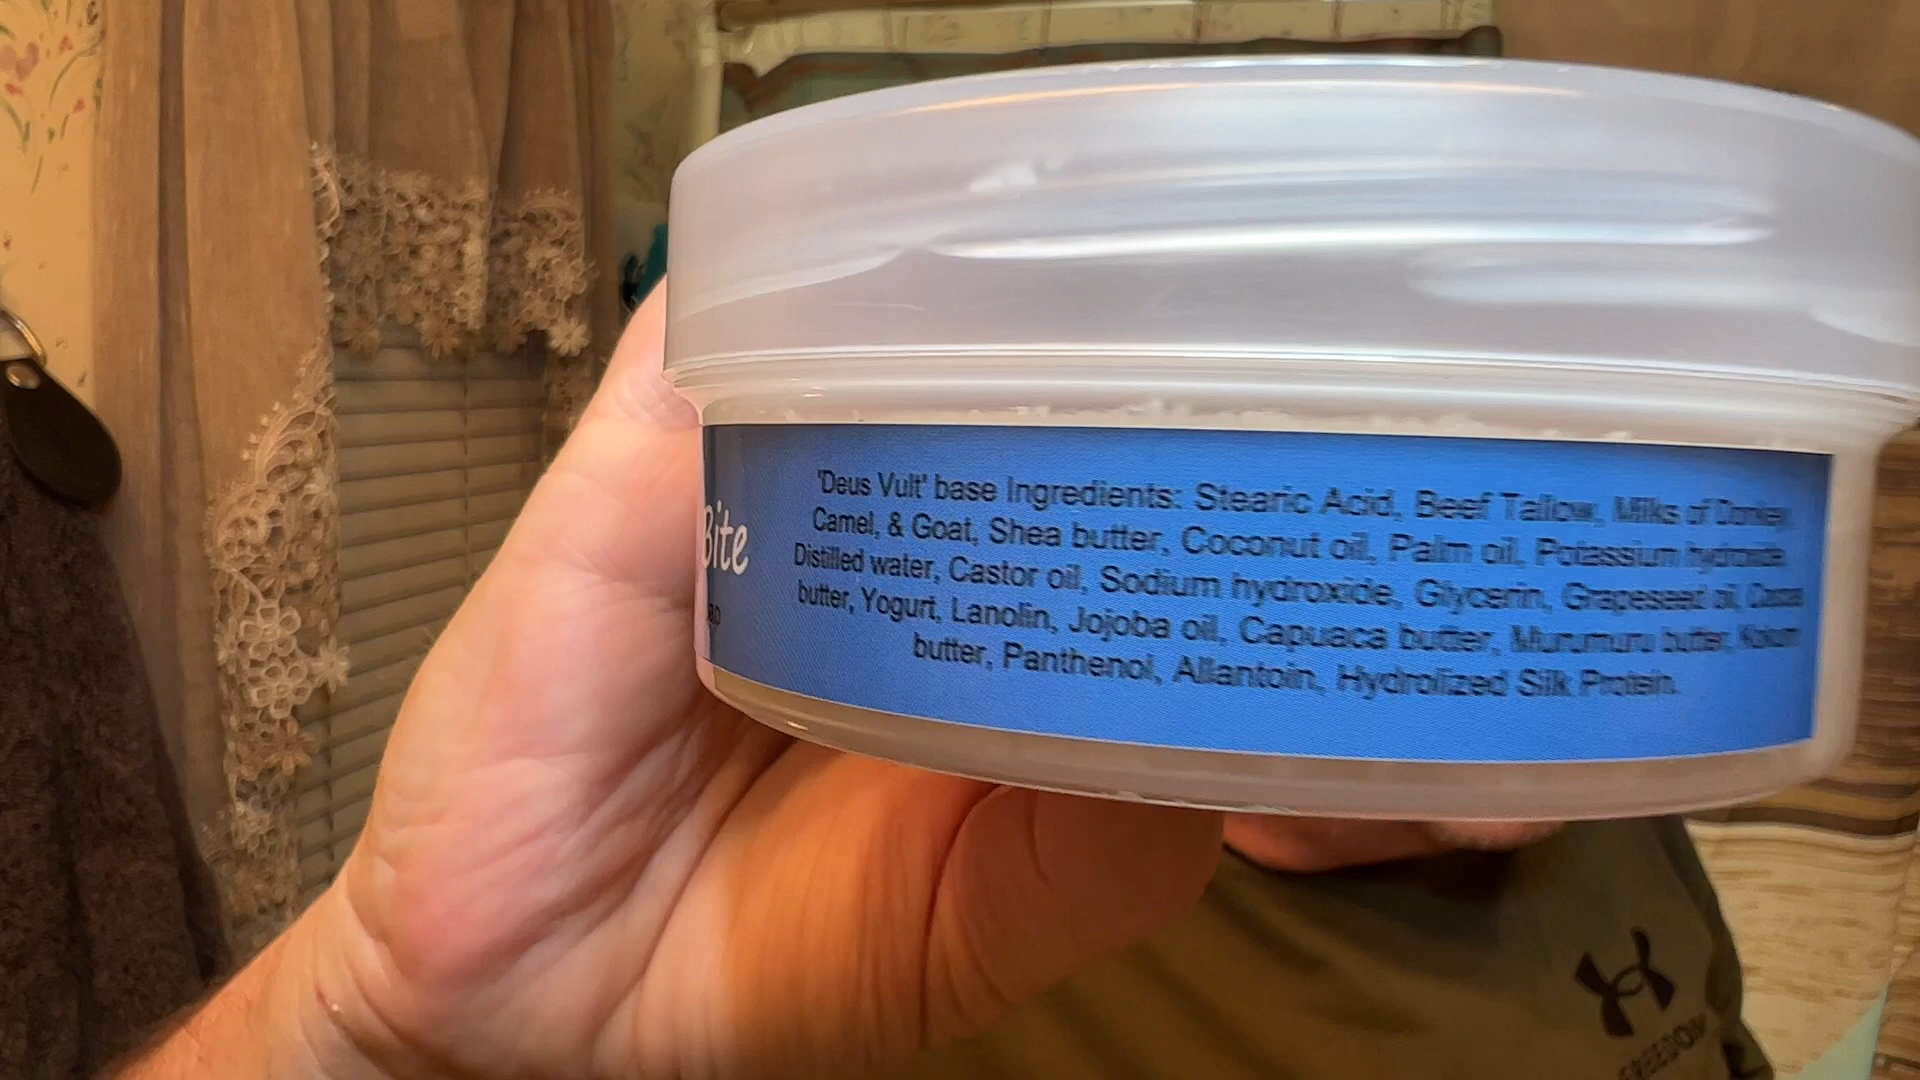 'Deus Vult' base Ingredients: Stearic Acid, Beef Tallow, Milks of Donkey,
Camel, & Goat, Shea butter, Coconut oil, Palm oil, Potassium hydroxide,
Distilled water, Castor oil, Sodium hydroxide, Glycerin, Grapeseed oil,
butter, Yogurt, Lanolin, Jojoba oil, Capuaca butter, Murumuru butter, Kokum
butter, Panthenol, Allantoin, Hydrolized Silk Protein.
Bite
FREEDOM